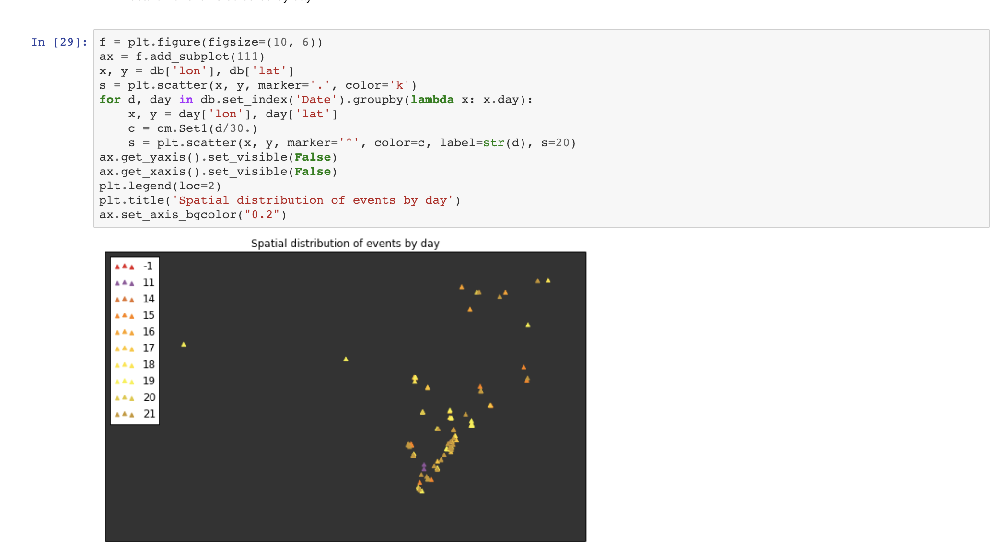 Location of events coloured by day
In [29]:
f = plt.figure(figsize=(10, 6))
ax = f.add_subplot(111)
x, y = db['lon'], db['lat']
s = plt.scatter(x, y, marker='.', color='k')
for d, day in db.set_index('Date').groupby(lambda x: x.day):
    x, y = day['lon'], day['lat']
    c = cm.Set1(d/30.)
    s = plt.scatter(x, y, marker='^', color=c, label=str(d), s=20)
ax.get_yaxis().set_visible(False)
ax.get_xaxis().set_visible(False)
plt.legend(loc=2)
plt.title('Spatial distribution of events by day')
ax.set_axis_bgcolor("0.2")
Spatial distribution of events by day
-1
11
14
15
16
17
18
19
20
21